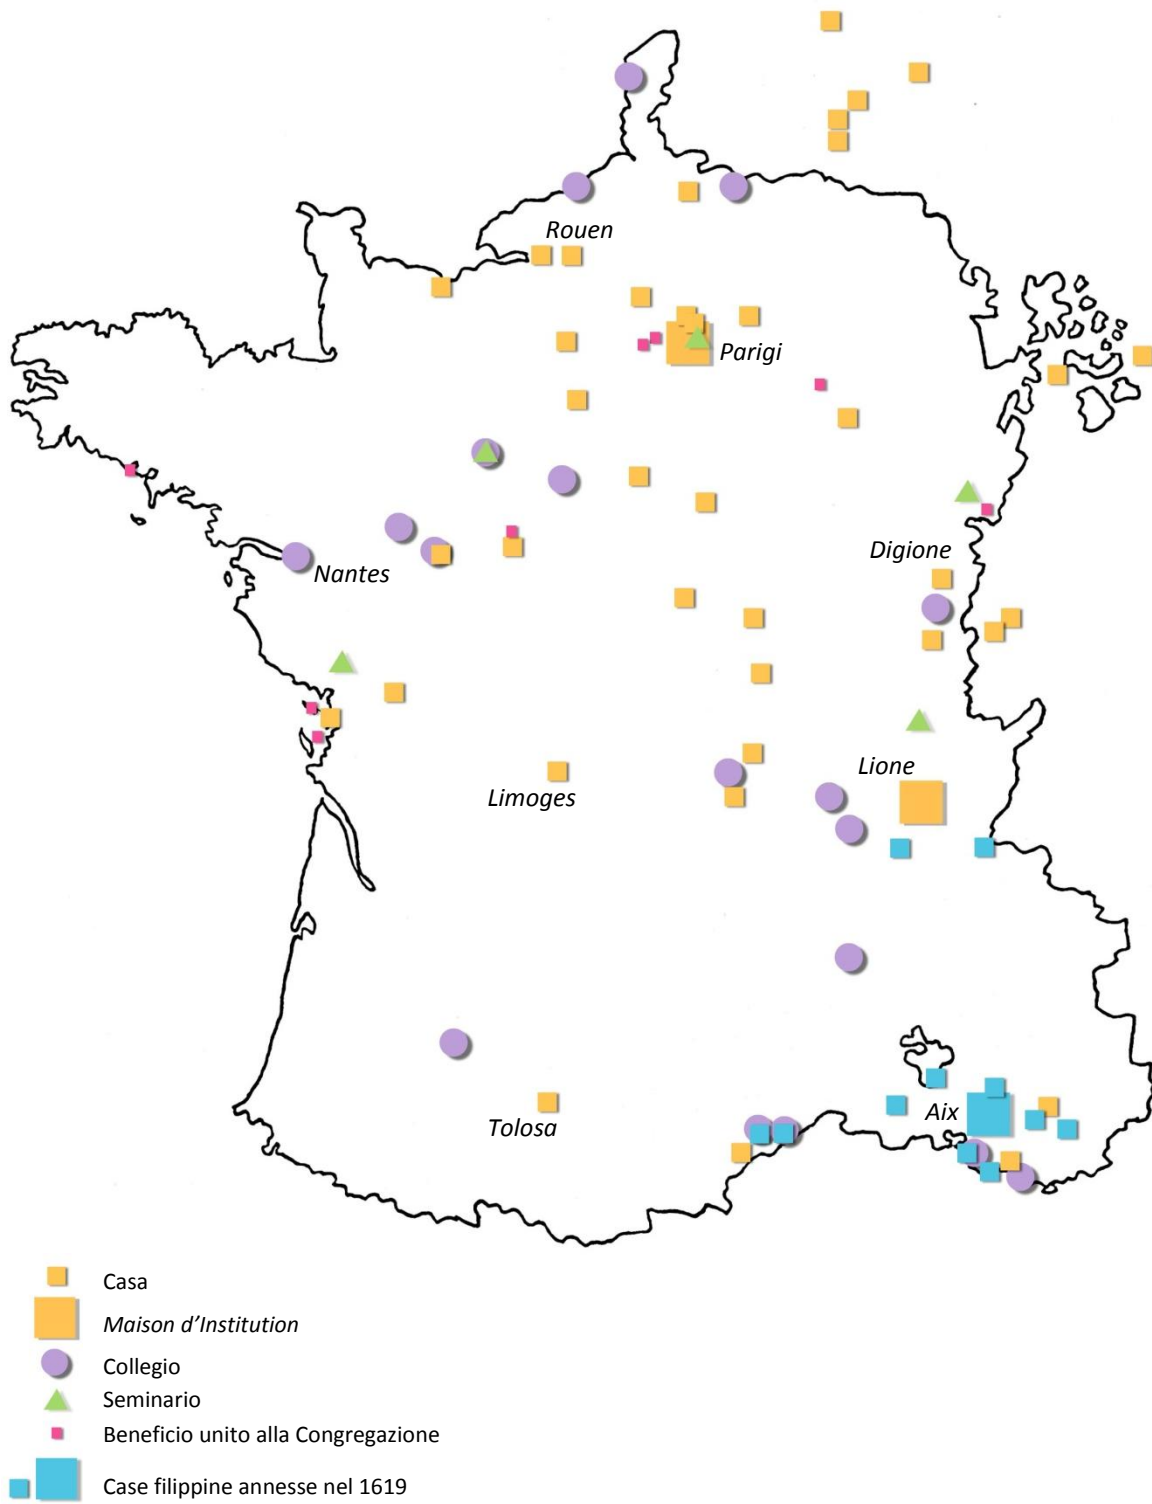 Rouen
Parigi
Digione
Nantes
Lione
Limoges
Aix
Tolosa
Casa
Maison d'Institution
Collegio
Seminario
Beneficio unito alla Congregazione
Case filippine annesse nel 1619